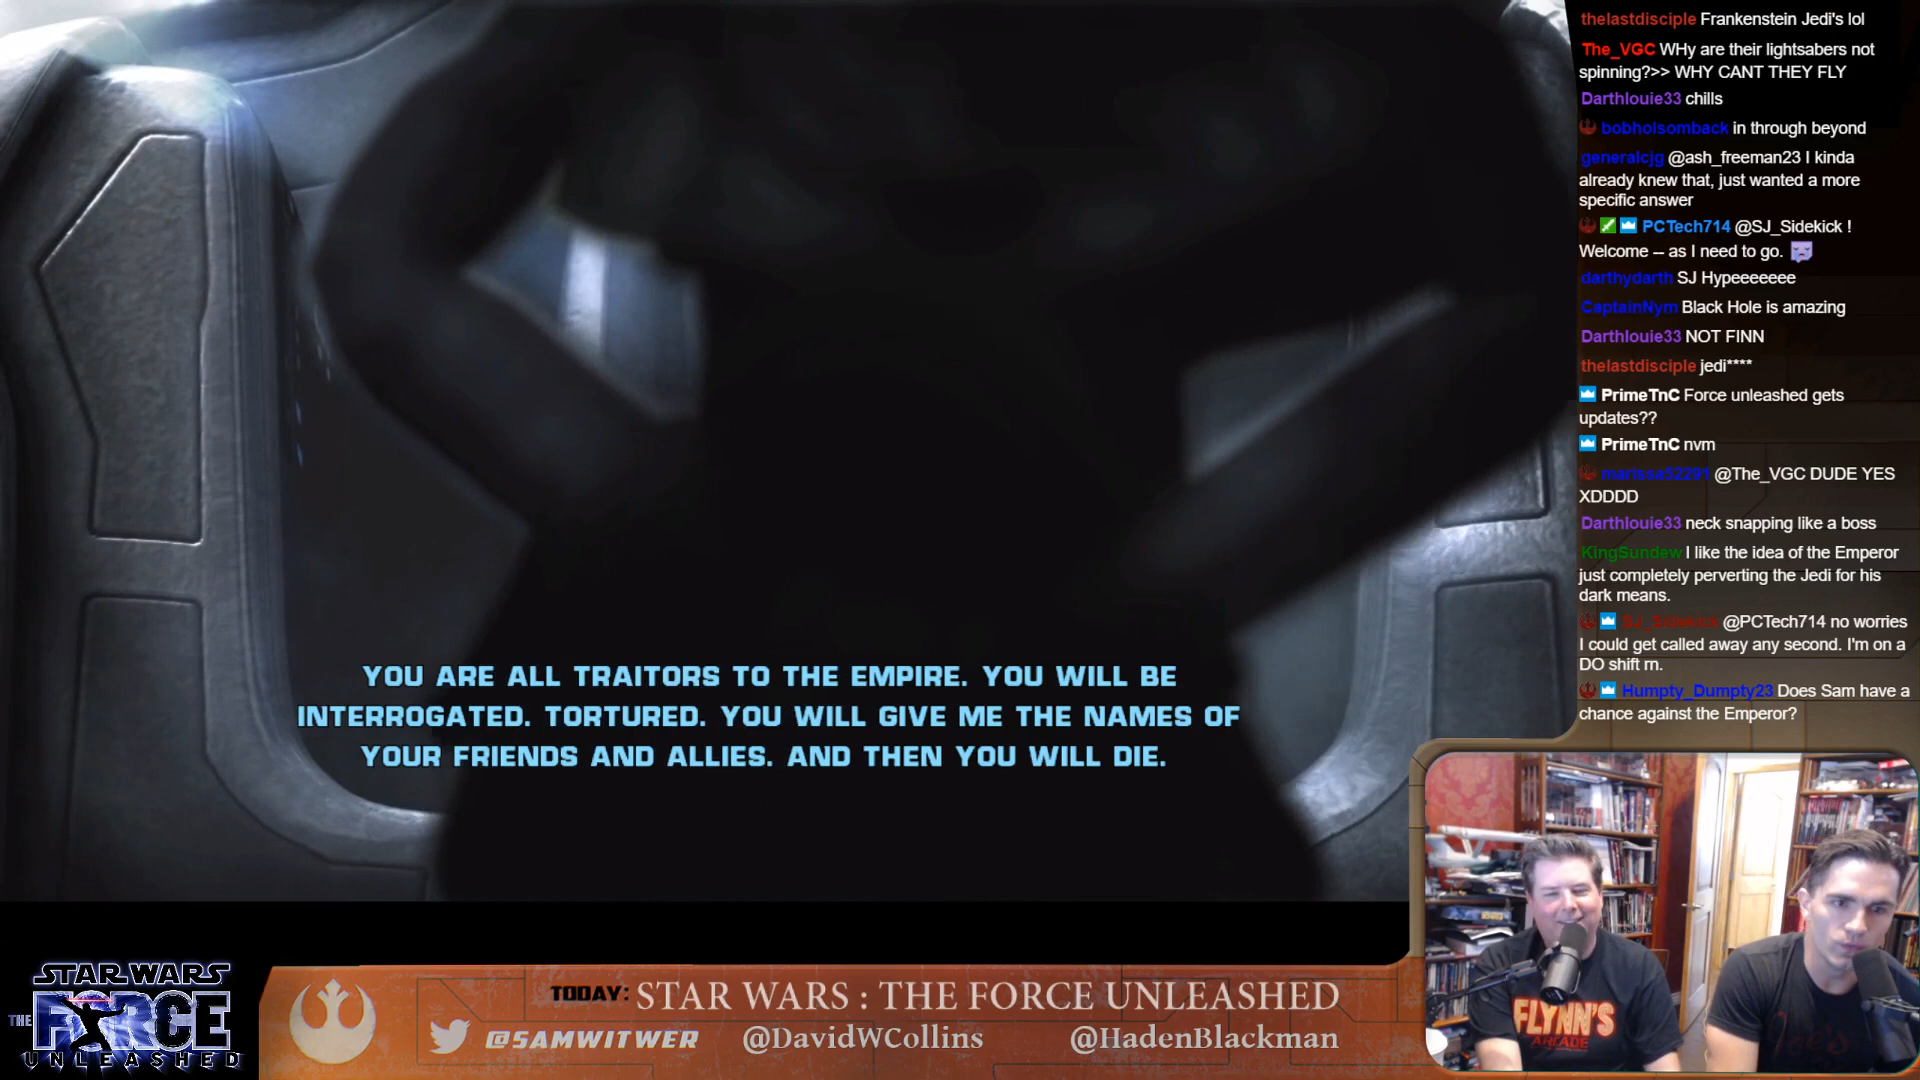 thelastdisciple Frankenstein Jedi's lol
The_VGC WHy are their lightsabers not
spinning?>> WHY CANT THEY FLY
Darthlouie33 chills
bobholsomback in through beyond
generalcjg @ash_freeman23 I kinda
already knew that, just wanted a more
specific answer
PCTech714 @SJ_Sidekick !
Welcome -- as I need to go.
darthydarth SJ Hypeeeeeee
CaptainNym Black Hole is amazing
Darthlouie33 NOT FINN
thelastdisciple jedi****
PrimeTnC Force unleashed gets
updates??
PrimeTnC nvm
marissa52291 @The_VGC DUDE YES
XDDDD
Darthlouie33 neck snapping like a boss
KingSundew I like the idea of the Emperor
just completely perverting the Jedi for his
dark means.
SJ_Sidekick @PCTech714 no worries
I could get called away any second. I'm on a
DO shift rn.
Humpty_Dumpty23 Does Sam have a
chance against the Emperor?
YOU ARE ALL TRAITORS TO THE EMPIRE. YOU WILL BE
INTERROGATED. TORTURED. YOU WILL GIVE ME THE NAMES OF
YOUR FRIENDS AND ALLIES. AND THEN YOU WILL DIE.
FLYNN'S
ARCADE
STAR WARS
THE FORCE
UNLEASHED
TODAY: STAR WARS : THE FORCE UNLEASHED
@SAMWITWER @DavidWCollins @HadenBlackman